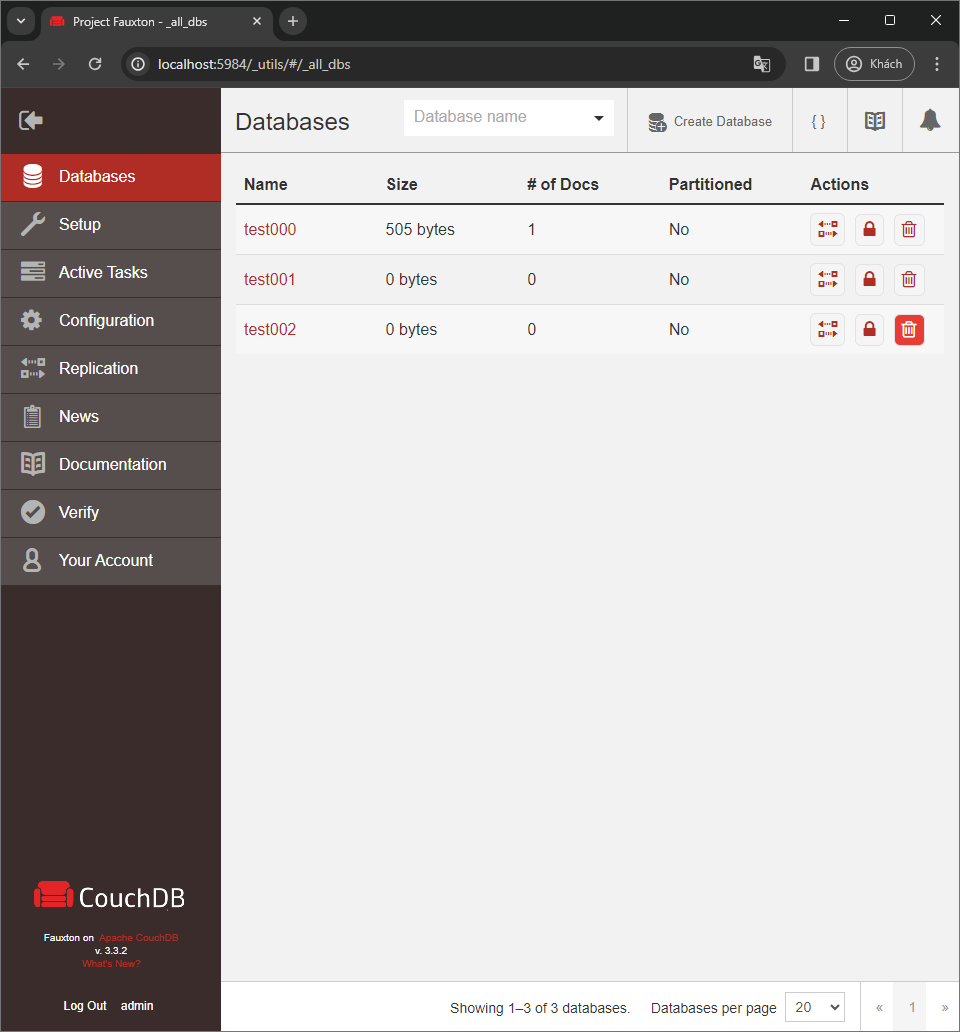 Project Fauxton - _all_dbs
localhost:5984/_utils/#/_all_dbs
Khách
Databases
Database name
Create Database
{ }
Databases
Setup
Active Tasks
Configuration
Replication
News
Documentation
Verify
Your Account
Name Size # of Docs Partitioned Actions
test000 505 bytes 1 No
test001 0 bytes 0 No
test002 0 bytes 0 No
CouchDB
Fauxton on Apache CouchDB
v. 3.3.2
What's New?
Log Out admin
Showing 1–3 of 3 databases. Databases per page 20 « 1 »